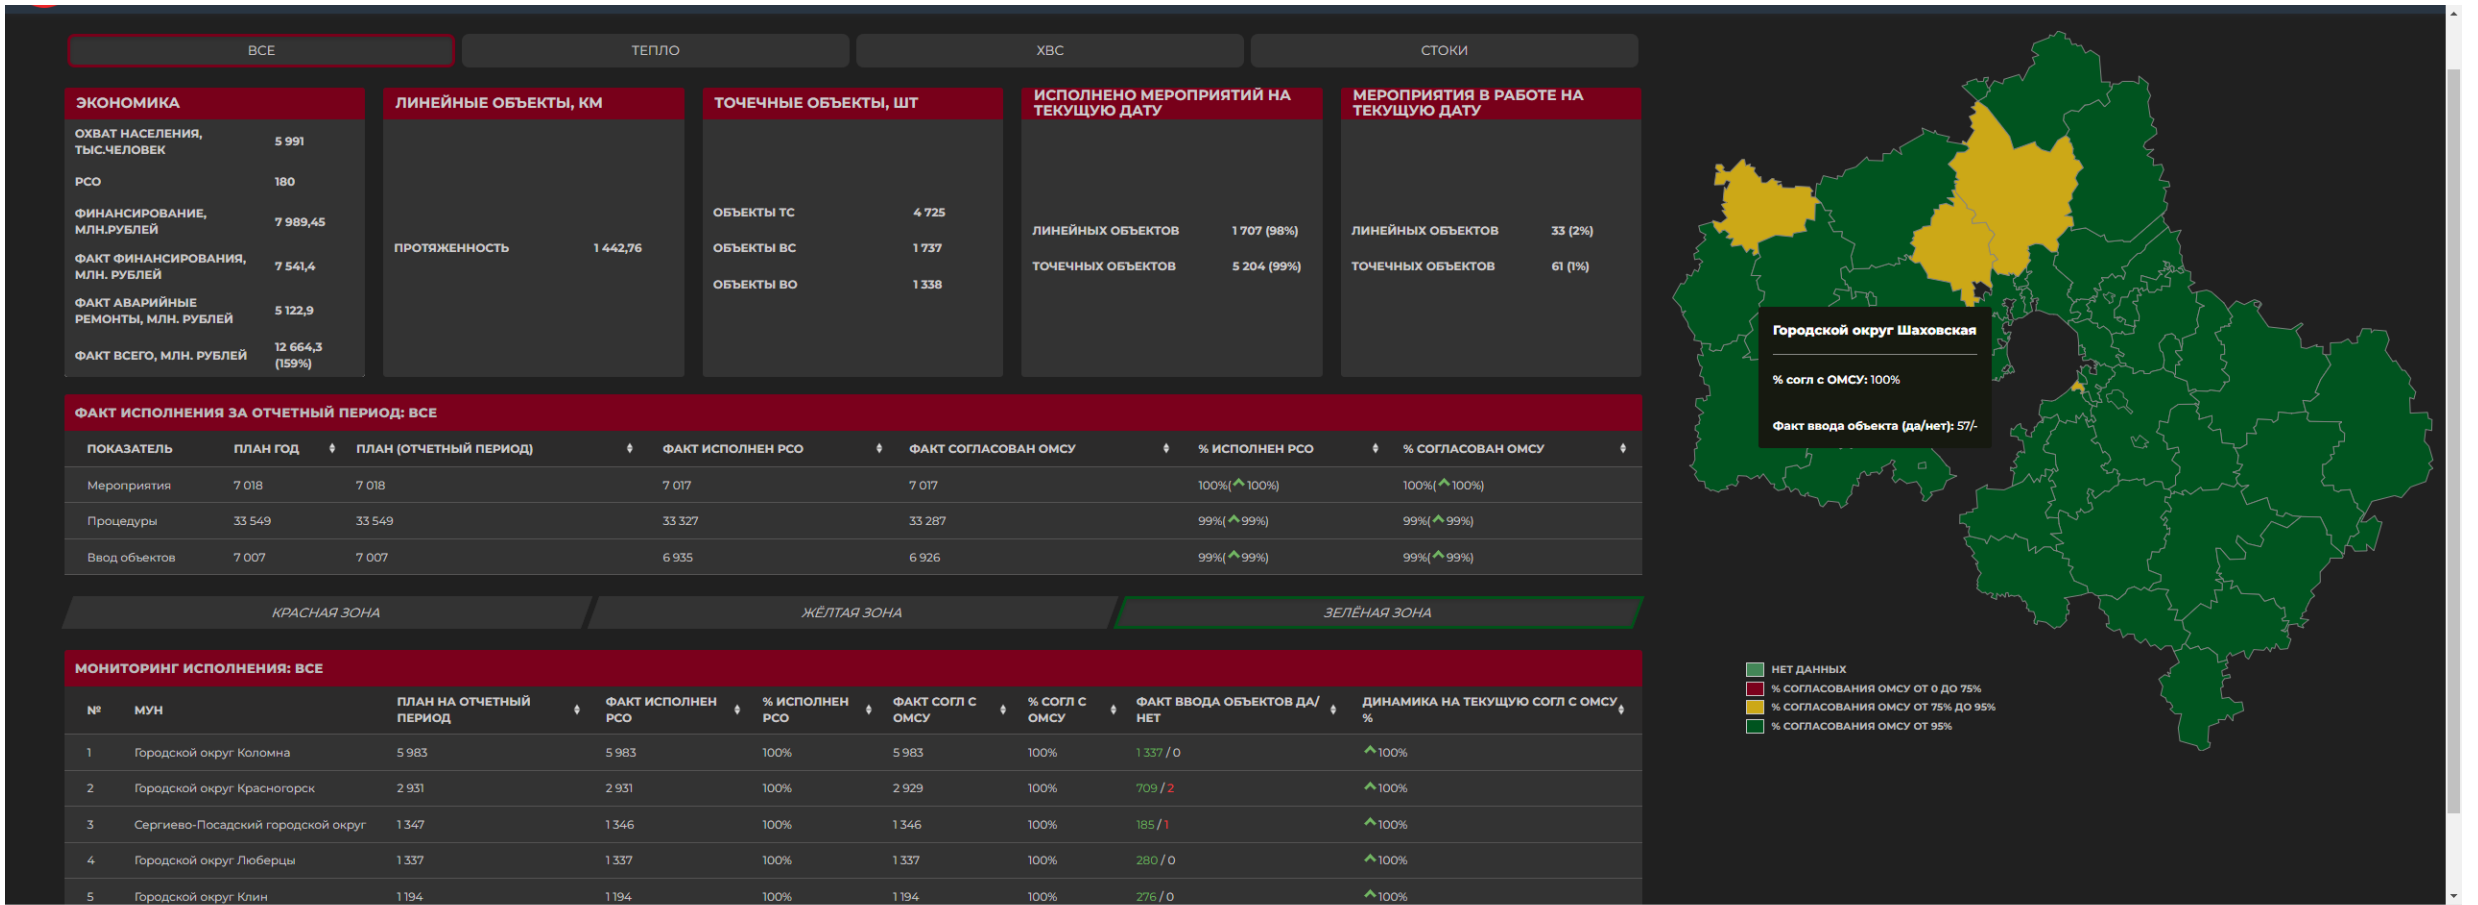 ВСЕ
ТЕПЛО
ХВС
СТОКИ
ЭКОНОМИКА
ОХВАТ НАСЕЛЕНИЯ,
ТЫС.ЧЕЛОВЕК
5 991
РСО
180
ФИНАНСИРОВАНИЕ,
МЛН.РУБЛЕЙ
7 989,45
ФАКТ ФИНАНСИРОВАНИЯ,
МЛН. РУБЛЕЙ
7 541,4
ФАКТ АВАРИЙНЫЕ
РЕМОНТЫ, МЛН. РУБЛЕЙ
5 122,9
ФАКТ ВСЕГО, МЛН. РУБЛЕЙ
12 664,3
(159%)
ЛИНЕЙНЫЕ ОБЪЕКТЫ, КМ
ПРОТЯЖЕННОСТЬ 1 442,76
ТОЧЕЧНЫЕ ОБЪЕКТЫ, ШТ
ОБЪЕКТЫ ТС 4 725
ОБЪЕКТЫ ВС 1 737
ОБЪЕКТЫ ВО 1 338
ИСПОЛНЕНО МЕРОПРИЯТИЙ НА
ТЕКУЩУЮ ДАТУ
ЛИНЕЙНЫХ ОБЪЕКТОВ 1 707 (98%)
ТОЧЕЧНЫХ ОБЪЕКТОВ 5 204 (99%)
МЕРОПРИЯТИЯ В РАБОТЕ НА
ТЕКУЩУЮ ДАТУ
ЛИНЕЙНЫХ ОБЪЕКТОВ 33 (2%)
ТОЧЕЧНЫХ ОБЪЕКТОВ 61 (1%)
ФАКТ ИСПОЛНЕНИЯ ЗА ОТЧЕТНЫЙ ПЕРИОД: ВСЕ
ПОКАЗАТЕЛЬ ПЛАН ГОД ПЛАН (ОТЧЕТНЫЙ ПЕРИОД) ФАКТ ИСПОЛНЕН РСО ФАКТ СОГЛАСОВАН ОМСУ % ИСПОЛНЕН РСО % СОГЛАСОВАН ОМСУ
Мероприятия 7 018 7 018 7 017 7 017 100%(100%) 100%(100%)
Процедуры 33 549 33 549 33 327 33 287 99%(99%) 99%(99%)
Ввод объектов 7 007 7 007 6 935 6 926 99%(99%) 99%(99%)
КРАСНАЯ ЗОНА
ЖЁЛТАЯ ЗОНА
ЗЕЛЁНАЯ ЗОНА
МОНИТОРИНГ ИСПОЛНЕНИЯ: ВСЕ
№ МУН ПЛАН НА ОТЧЕТНЫЙ ФАКТ ИСПОЛНЕН % ИСПОЛНЕН ФАКТ СОГЛ С % СОГЛ С ФАКТ ВВОДА ОБЪЕКТОВ ДА/ ДИНАМИКА НА ТЕКУЩУЮ СОГЛ С ОМСУ,
ПЕРИОД РСО РСО ОМСУ ОМСУ НЕТ %
1 Городской округ Коломна 5 983 5 983 100% 5 983 100% 1 337 / 0 100%
2 Городской округ Красногорск 2 931 2 931 100% 2 929 100% 709 / 2 100%
3 Сергиево-Посадский городской округ 1 347 1 346 100% 1 346 100% 185 / 1 100%
4 Городской округ Люберцы 1 337 1 337 100% 1 337 100% 280 / 0 100%
5 Городской округ Клин 1 194 1 194 100% 1 194 100% 276 / 0 100%
Городской округ Шаховская
% согл с ОМСУ: 100%
Факт ввода объекта (да/нет): 57/-
НЕТ ДАННЫХ
% СОГЛАСОВАНИЯ ОМСУ ОТ 0 ДО 75%
% СОГЛАСОВАНИЯ ОМСУ ОТ 75% ДО 95%
% СОГЛАСОВАНИЯ ОМСУ ОТ 95%